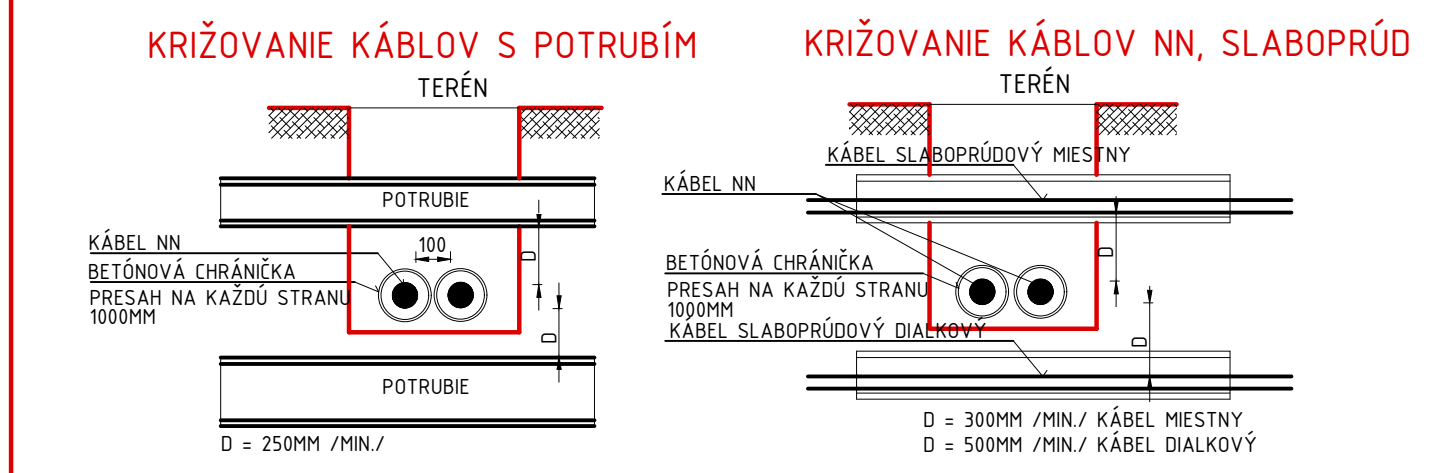 KRIŽOVANIE KÁBLOV S POTRUBÍM
TERÉN
POTRUBIE
KÁBEL NN
100
D
BETÓNOVÁ CHRÁNIČKA
PRESAH NA KAŽDÚ STRANU
1000MM
D
POTRUBIE
D = 250MM /MIN./
KRIŽOVANIE KÁBLOV NN, SLABOPRÚD
TERÉN
KÁBEL SLABOPRÚDOVÝ MIESTNY
KÁBEL NN
D
BETÓNOVÁ CHRÁNIČKA
PRESAH NA KAŽDÚ STRANU
1000MM
KÁBEL SLABOPRÚDOVÝ DIALKOVÝ
D
D = 300MM /MIN./ KÁBEL MIESTNY
D = 500MM /MIN./ KÁBEL DIALKOVÝ